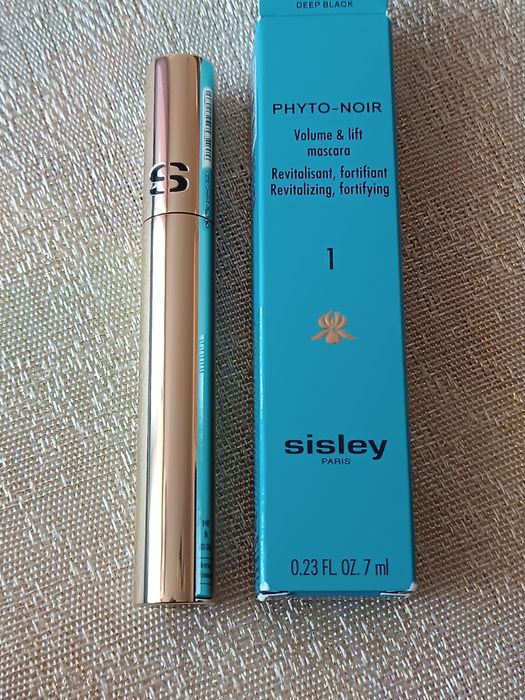 DEEP BLACK
PHYTO-NOIR
Volume & lift
mascara
Revitalisant, fortifiant
Revitalizing, fortifying
1
sisley
PARIS
0.23 FL. OZ. 7 ml
S